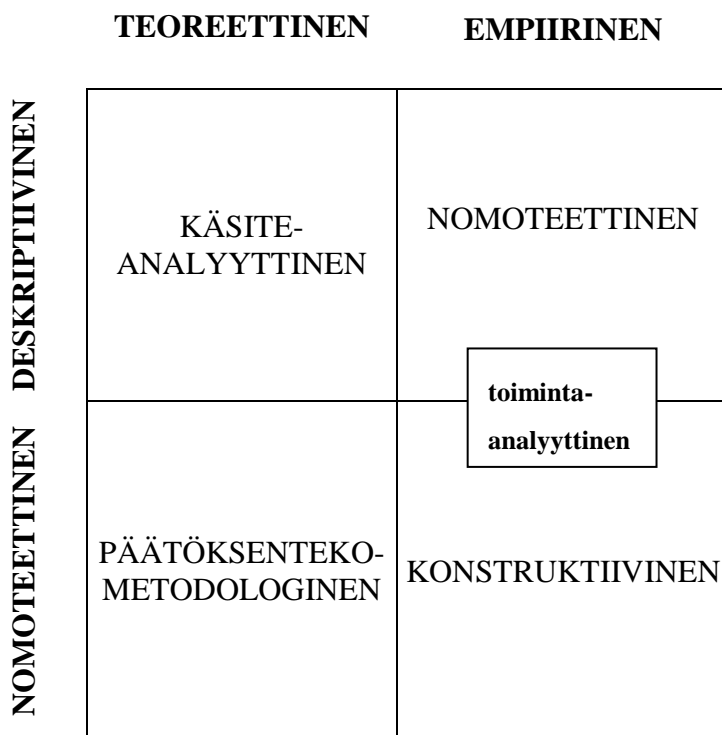 TEOREETTINEN EMPIIRINEN
DESKRIPTIIVINEN
KÄSITE-
ANALYYTTINEN
NOMOTEETTINEN
toiminta-
analyyttinen
NOMOTEETTINEN
PÄÄTÖKSENTEKO-
METODOLOGINEN
KONSTRUKTIIVINEN